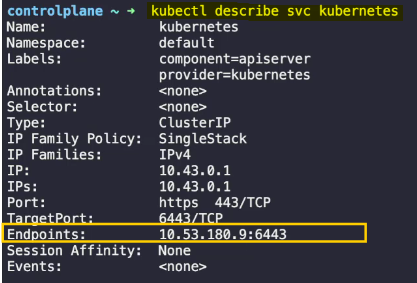 controlplane ~ → kubectl describe svc kubernetes
Name: kubernetes
Namespace: default
Labels: component=apiserver
provider=kubernetes
Annotations: <none>
Selector: <none>
Type: ClusterIP
IP Family Policy: SingleStack
IP Families: IPv4
IP: 10.43.0.1
IPs: 10.43.0.1
Port: https 443/TCP
TargetPort: 6443/TCP
Endpoints: 10.53.180.9:6443
Session Affinity: None
Events: <none>